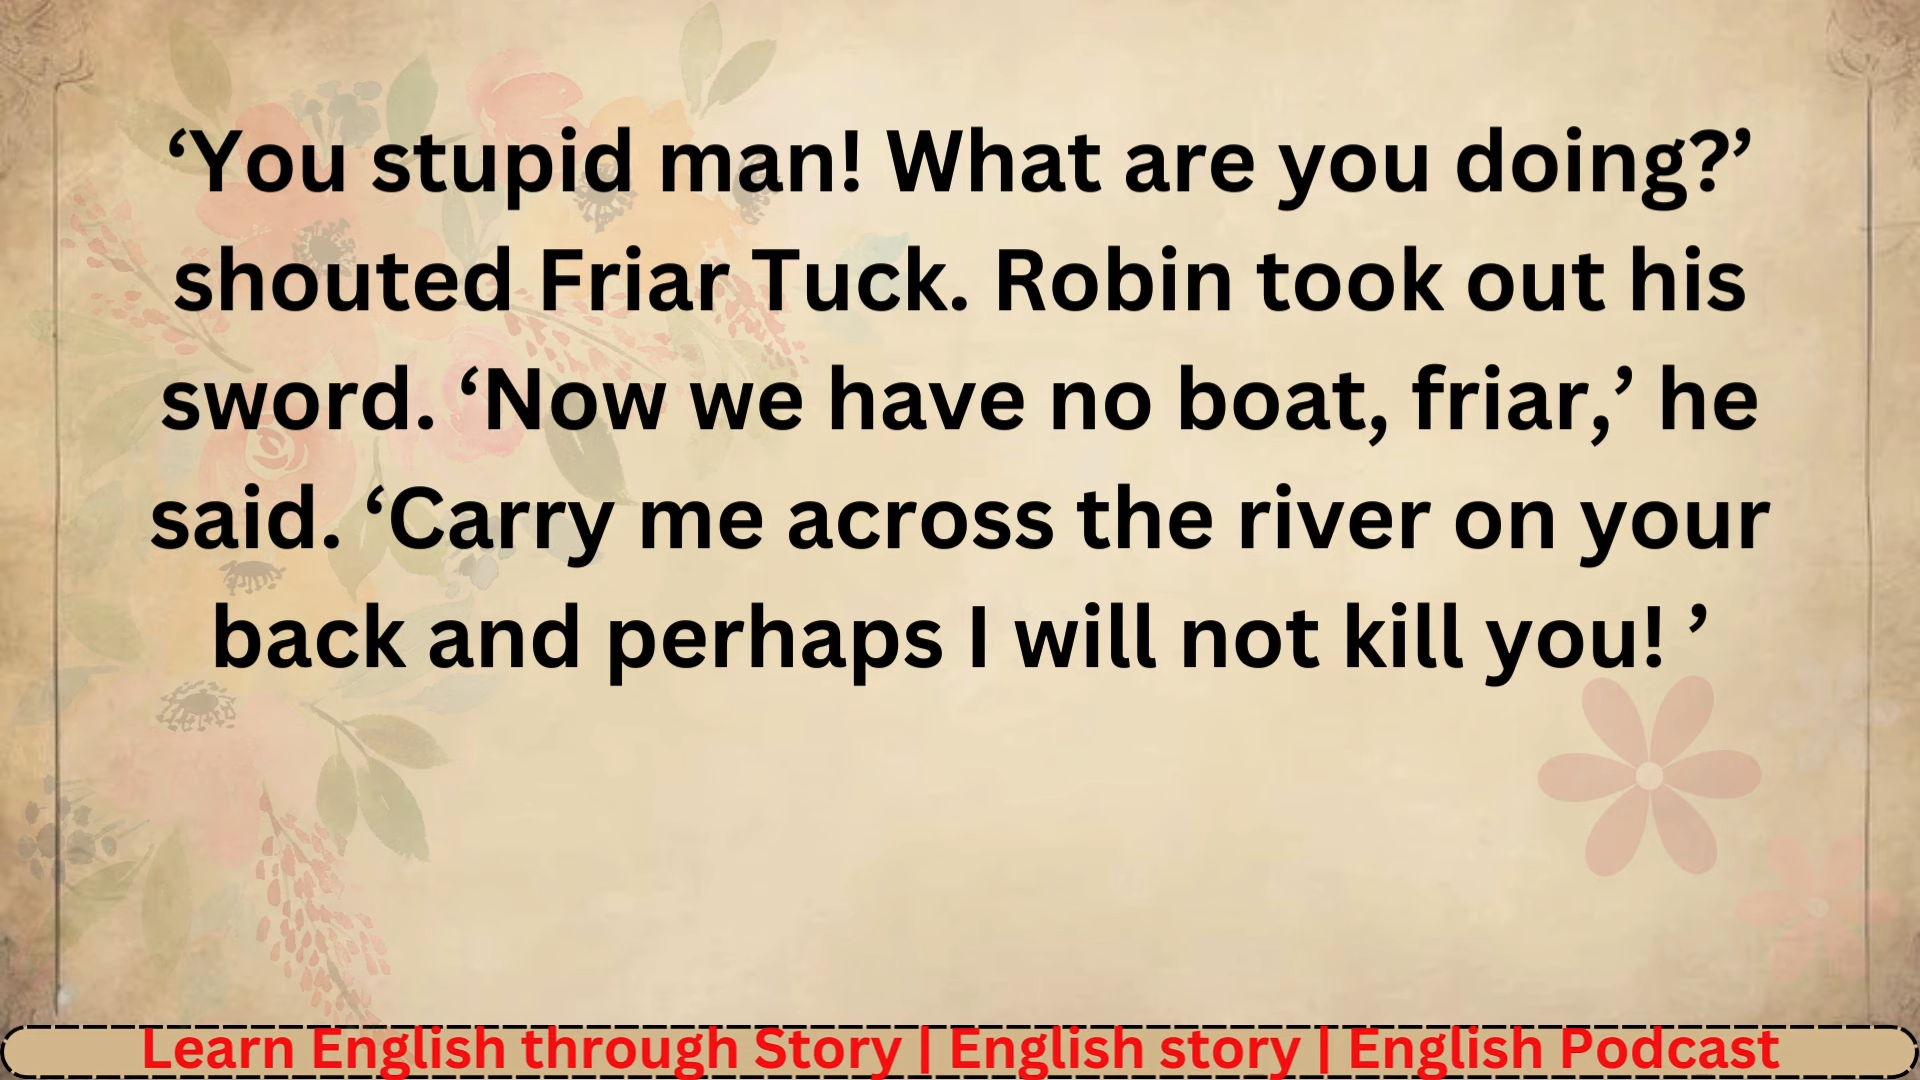 ‘You stupid man! What are you doing?’
shouted Friar Tuck. Robin took out his
sword. ‘Now we have no boat, friar,’ he
said. ‘Carry me across the river on your
back and perhaps I will not kill you! ’
Learn English through Story | English story | English Podcast